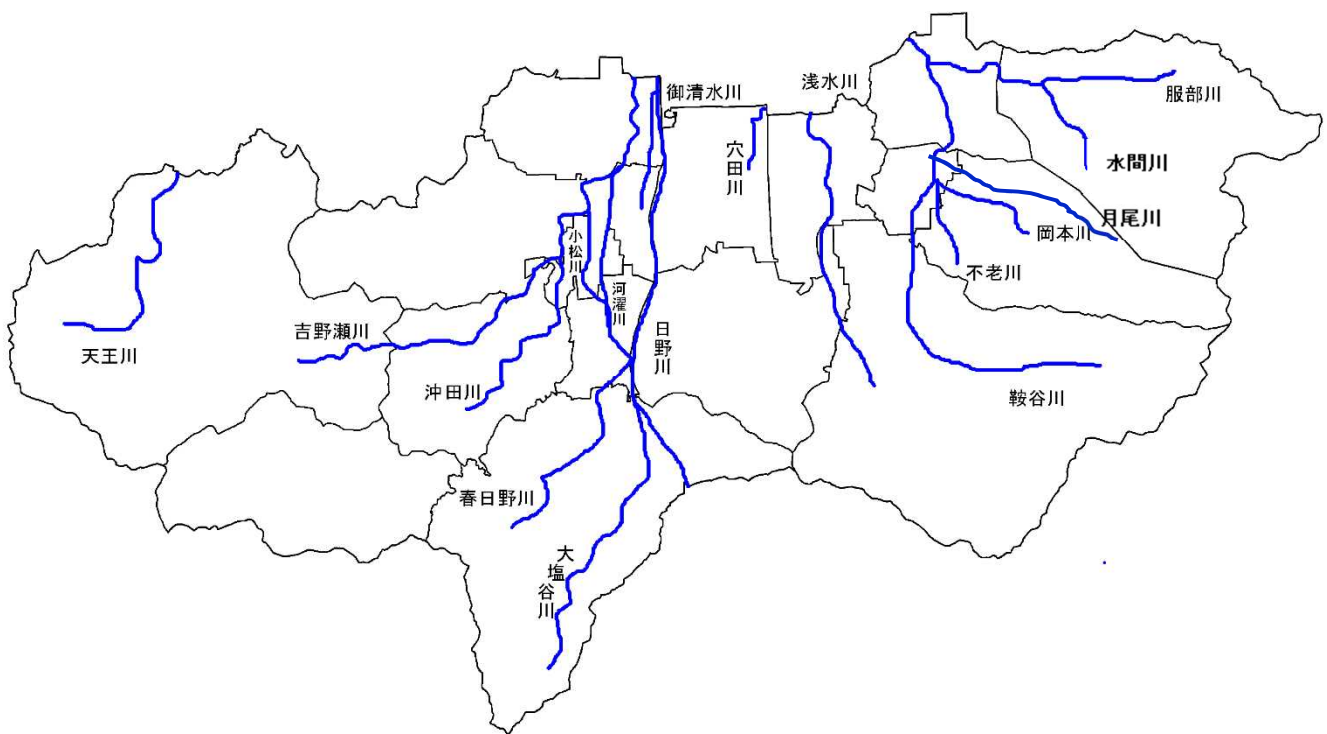 御清水川
浅水川
服部川
穴田川
水間川
月尾川
岡本川
小松川
不老川
河濯川
吉野瀬川
日野川
天王川
沖田川
鞍谷川
春日野川
大塩谷川